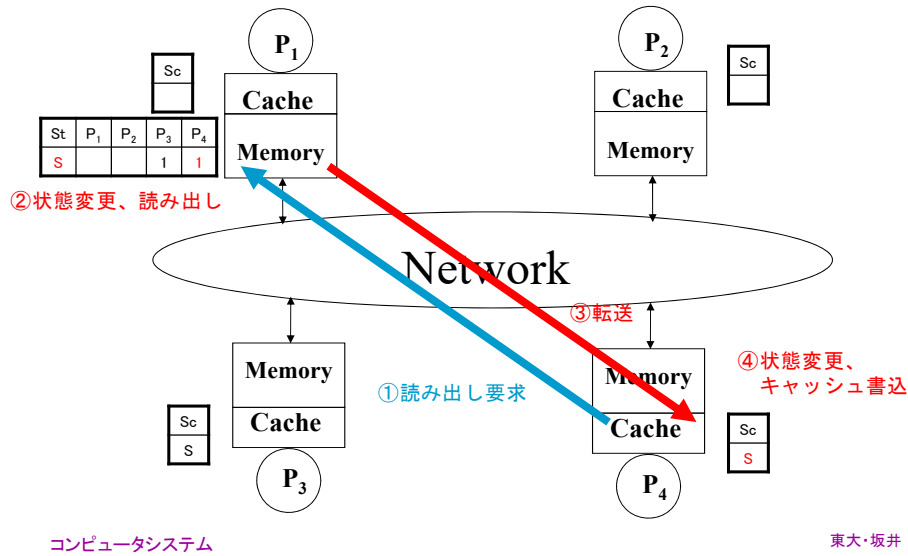 P1
P2
Sc
Sc
Cache
Cache
St P1 P2 P3 P4
S 1 1
Memory
Memory
②状態変更、読み出し
Network
③転送
④状態変更、
キャッシュ書込
Memory
Memory
①読み出し要求
Sc
S
Cache
Cache
Sc
S
P3
P4
コンピュータシステム
東大・坂井